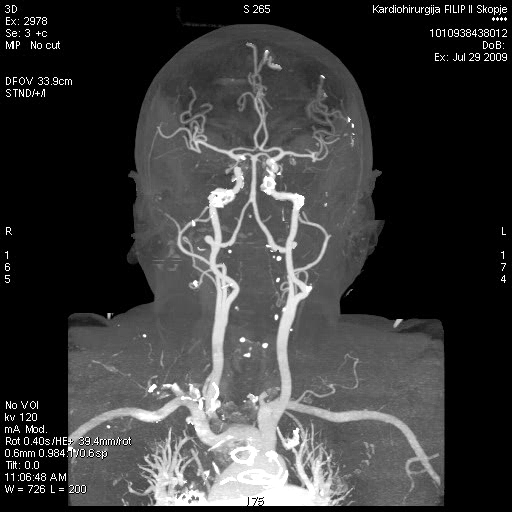 3D
Ex: 2978
Se: 3 +c
MIP No cut
DFOV 33.9cm
STND/+/I
S 265
Kardiohirurgija FILIP II Skopje
****
1010938438012
DoB:
Ex: Jul 29 2009
R
1
6
5
L
1
7
4
No VOI
kv 120
mA Mod.
Rot 0.40s/HE+ 39.4mm/rot
0.6mm 0.984:1/0.6sp
Tilt: 0.0
11:06:48 AM
W = 726 L = 200
I 75